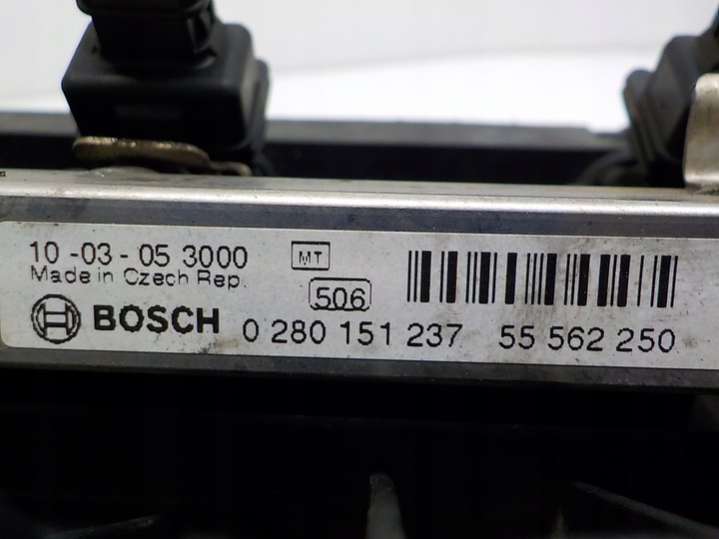 10 -03 - 05 3000 MT
Made in Czech Rep.
506
BOSCH 0 280 151 237 55 562 250